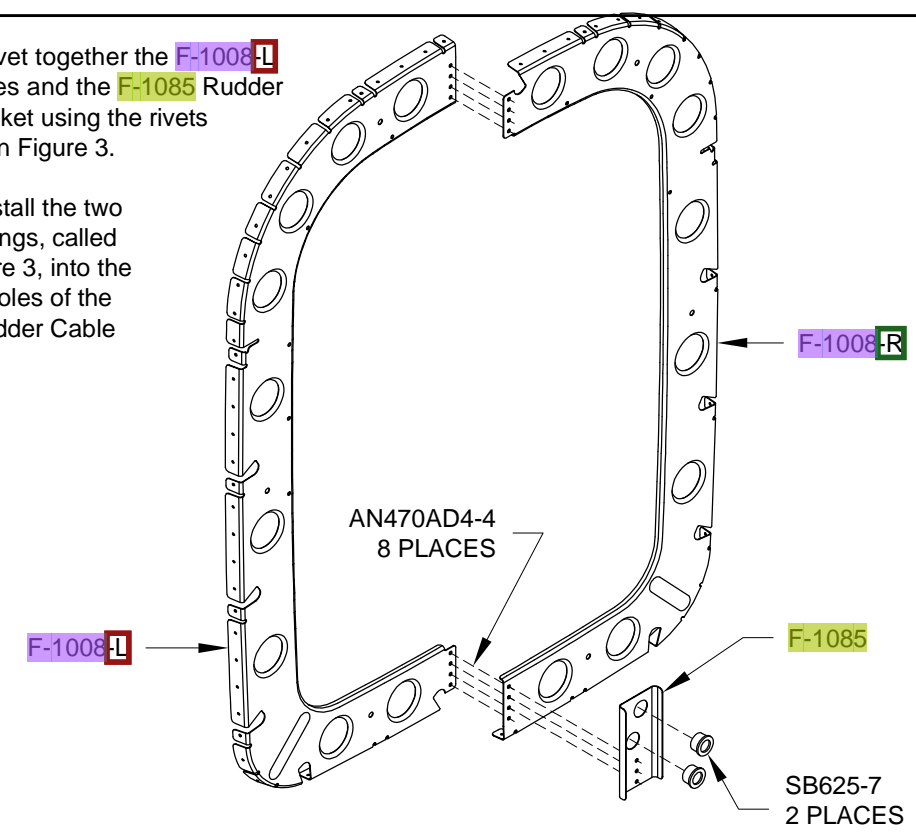 vet together the F-1008-L
es and the F-1085 Rudder
ket using the rivets
n Figure 3.
stall the two
ngs, called
e 3, into the
oles of the
dder Cable
F-1008-R
AN470AD4-4
8 PLACES
F-1008-L
F-1085
SB625-7
2 PLACES